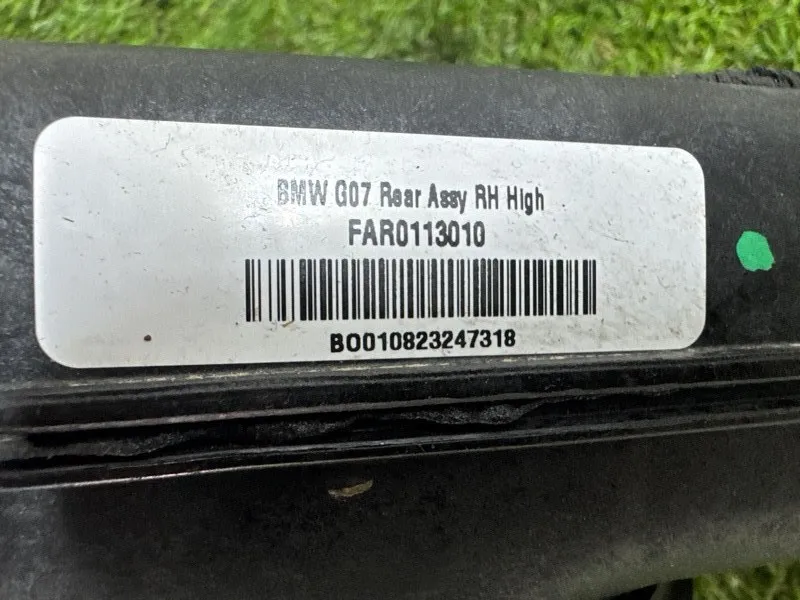 BMW G07 Rear Assy RH High
FAR0113010
BO010823247318